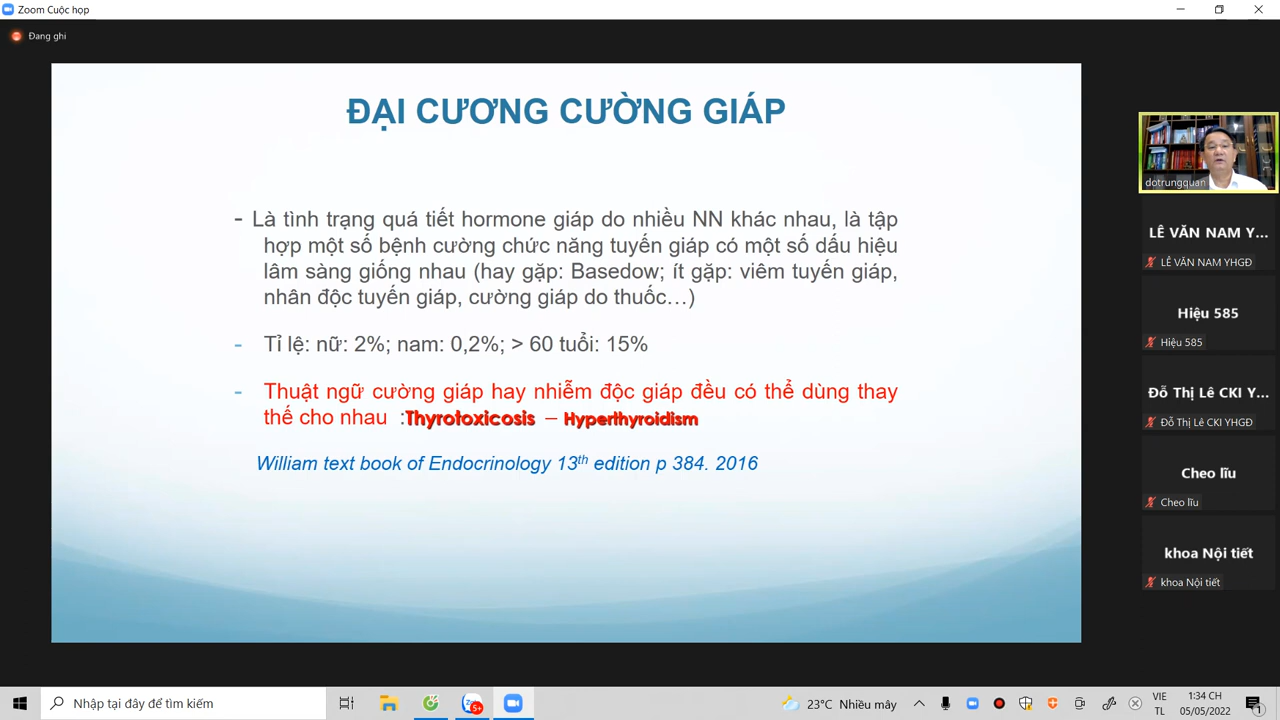 Zoom Cuộc họp
Đang ghi
ĐẠI CƯƠNG CƯỜNG GIÁP
- Là tình trạng quá tiết hormone giáp do nhiều NN khác nhau, là tập
hợp một số bệnh cường chức năng tuyến giáp có một số dấu hiệu
lâm sàng giống nhau (hay gặp: Basedow; ít gặp: viêm tuyến giáp,
nhân độc tuyến giáp, cường giáp do thuốc…)
- Tỉ lệ: nữ: 2%; nam: 0,2%; > 60 tuổi: 15%
- Thuật ngữ cường giáp hay nhiễm độc giáp đều có thể dùng thay
thế cho nhau :Thyrotoxicosis – Hyperthyroidism
William text book of Endocrinology 13th edition p 384. 2016
dotrungquan
LÊ VĂN NAM Y...
LÊ VĂN NAM YHGĐ
Hiệu 585
Hiệu 585
Đỗ Thị Lê CKI Y...
Đỗ Thị Lê CKI YHGĐ
Cheo lĩu
Cheo lĩu
khoa Nội tiết
khoa Nội tiết
Nhập tại đây để tìm kiếm
5+
23°C Nhiều mây
VIE
TL
1:34 CH
05/05/2022
1